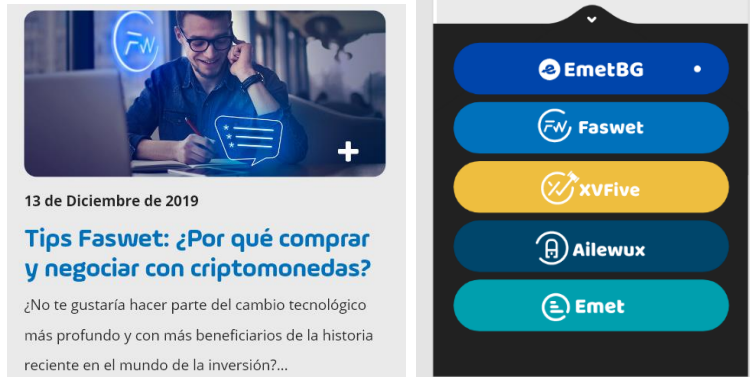 FW
13 de Diciembre de 2019
Tips Faswet: ¿Por qué comprar
y negociar con criptomonedas?
¿No te gustaría hacer parte del cambio tecnológico
más profundo y con más beneficiarios de la historia
reciente en el mundo de la inversión?...
EmetBG
FW Faswet
XVFive
Ailewux
Emet